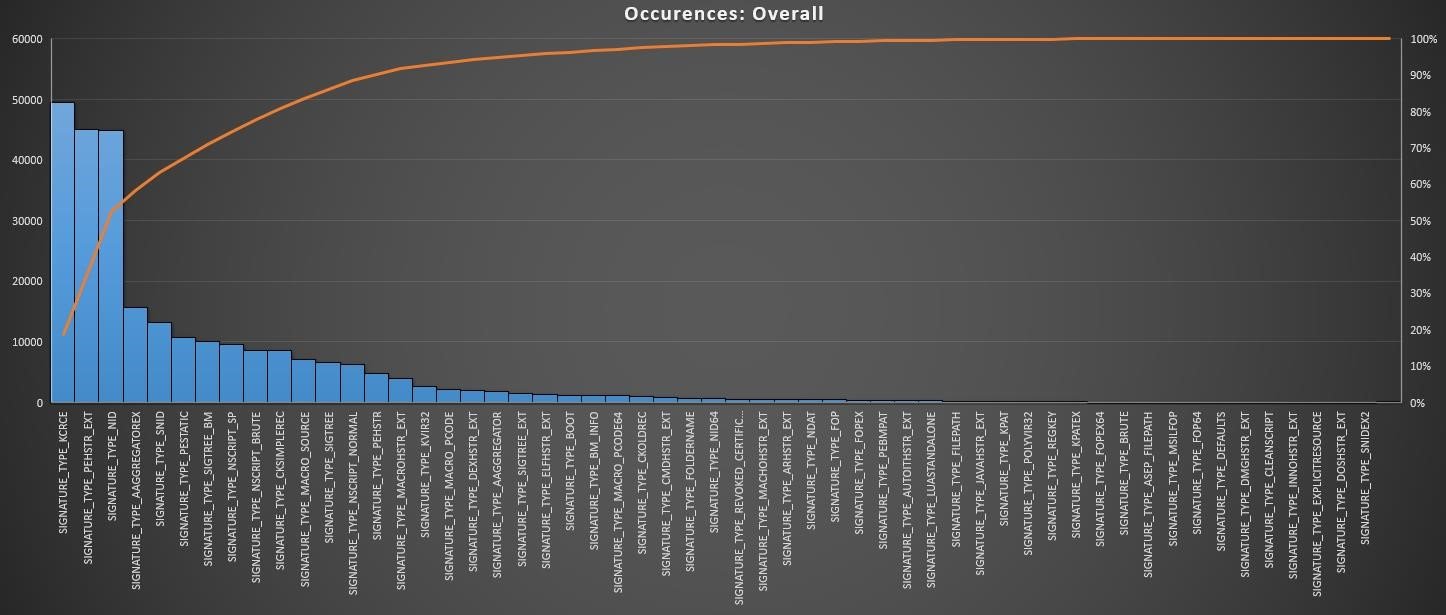 Occurences: Overall
60000
50000
40000
30000
20000
10000
0
100%
90%
80%
70%
60%
50%
40%
30%
20%
10%
0%
SIGNATURE_TYPE_KCRCE
SIGNATURE_TYPE_PEHSTR_EXT
SIGNATURE_TYPE_NID
SIGNATURE_TYPE_AAGGREGATOREX
SIGNATURE_TYPE_SNID
SIGNATURE_TYPE_PESTATIC
SIGNATURE_TYPE_SIGTREE_BM
SIGNATURE_TYPE_NSCRIPT_SP
SIGNATURE_TYPE_NSCRIPT_BRUTE
SIGNATURE_TYPE_CKSIMPLEREC
SIGNATURE_TYPE_MACRO_SOURCE
SIGNATURE_TYPE_SIGTREE
SIGNATURE_TYPE_NSCRIPT_NORMAL
SIGNATURE_TYPE_PEHSTR
SIGNATURE_TYPE_MACROHSTR_EXT
SIGNATURE_TYPE_KVIR32
SIGNATURE_TYPE_MACRO_PCODE
SIGNATURE_TYPE_DEXHSTR_EXT
SIGNATURE_TYPE_AAGGREGATOR
SIGNATURE_TYPE_SIGTREE_EXT
SIGNATURE_TYPE_ELFHSTR_EXT
SIGNATURE_TYPE_BOOT
SIGNATURE_TYPE_BM_INFO
SIGNATURE_TYPE_MACRO_PCODE64
SIGNATURE_TYPE_CKOLDREC
SIGNATURE_TYPE_CMDHSTR_EXT
SIGNATURE_TYPE_FOLDERNAME
SIGNATURE_TYPE_NID64
SIGNATURE_TYPE_REVOKED_CERTIFIC...
SIGNATURE_TYPE_MACHOHSTR_EXT
SIGNATURE_TYPE_ARHSTR_EXT
SIGNATURE_TYPE_NDAT
SIGNATURE_TYPE_FOP
SIGNATURE_TYPE_FOPEX
SIGNATURE_TYPE_PEBMPAT
SIGNATURE_TYPE_AUTOITHSTR_EXT
SIGNATURE_TYPE_LUASTANDALONE
SIGNATURE_TYPE_FILEPATH
SIGNATURE_TYPE_JAVAHSTR_EXT
SIGNATURE_TYPE_KPAT
SIGNATURE_TYPE_POLYVIR32
SIGNATURE_TYPE_REGKEY
SIGNATURE_TYPE_KPATEX
SIGNATURE_TYPE_FOPEX64
SIGNATURE_TYPE_BRUTE
SIGNATURE_TYPE_ASEP_FILEPATH
SIGNATURE_TYPE_MSILFOP
SIGNATURE_TYPE_FOP64
SIGNATURE_TYPE_DEFAULTS
SIGNATURE_TYPE_DMGHSTR_EXT
SIGNATURE_TYPE_CLEANSCRIPT
SIGNATURE_TYPE_INNOHSTR_EXT
SIGNATURE_TYPE_EXPLICITRESOURCE
SIGNATURE_TYPE_DOSHSTR_EXT
SIGNATURE_TYPE_SNIDEX2